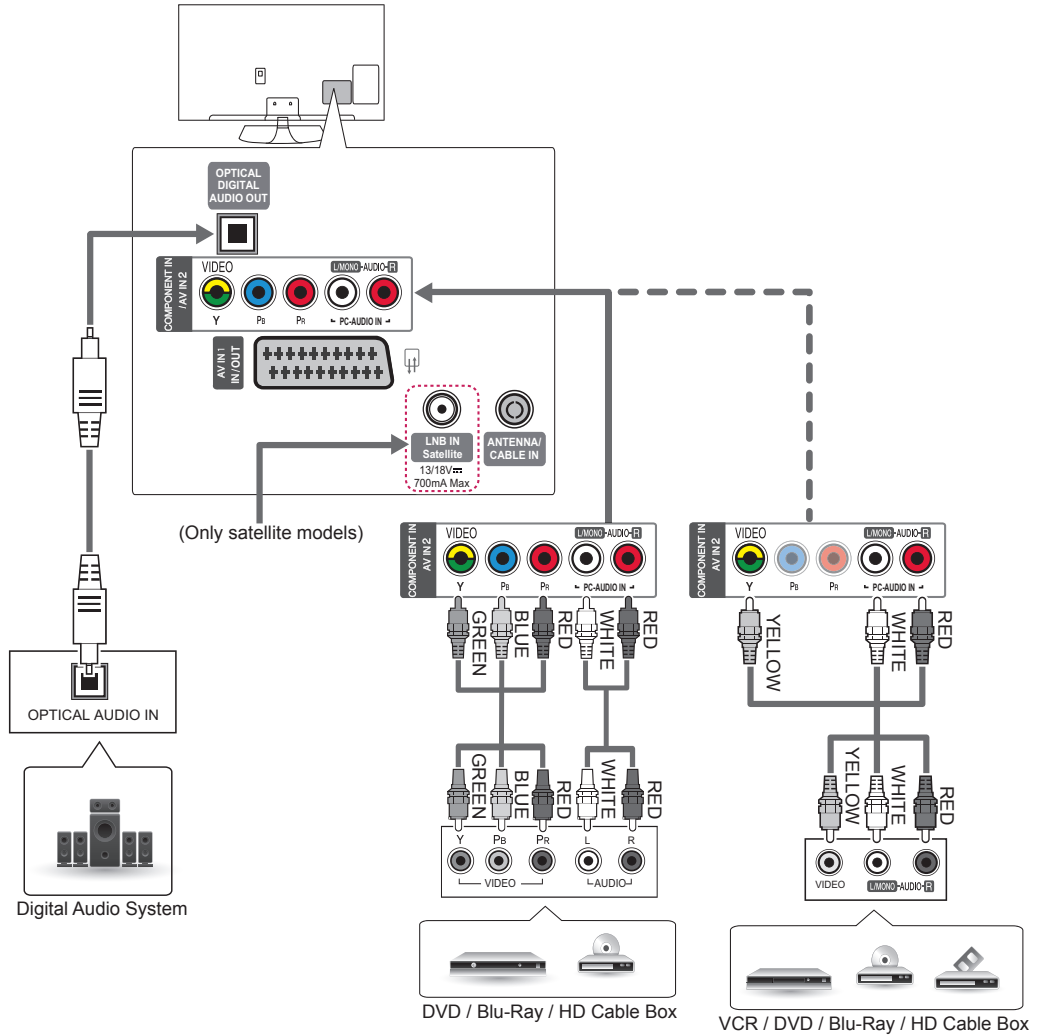 OPTICAL
DIGITAL
AUDIO OUT
COMPONENT IN
/AV IN 2
VIDEO
L/MONO-AUDIO-R
Y
PB
PR
PC-AUDIO IN
AV IN 1
IN/OUT
LNB IN
Satellite
13/18V
700mA Max
ANTENNA/
CABLE IN
(Only satellite models)
COMPONENT IN
AV IN2
VIDEO
L/MONO-AUDIO-R
Y
PB
PR
PC-AUDIO IN
GREEN
BLUE
RED
WHITE
RED
GREEN
BLUE
RED
WHITE
RED
Y
PB
PR
L
R
VIDEO
AUDIO
DVD / Blu-Ray / HD Cable Box
COMPONENT IN
AV IN2
VIDEO
L/MONO-AUDIO-R
Y
PB
PR
PC-AUDIO IN
YELLOW
WHITE
RED
YELLOW
WHITE
RED
VIDEO
L/MONO-AUDIO-R
VCR / DVD / Blu-Ray / HD Cable Box
OPTICAL AUDIO IN
Digital Audio System